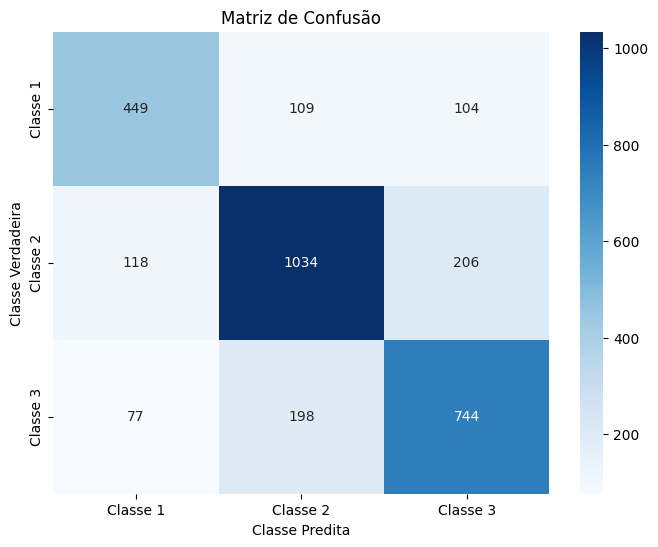 Matriz de Confusão
Classe Verdadeira
Classe 1
449 109 104
Classe 2
118 1034 206
Classe 3
77 198 744
Classe 1 Classe 2 Classe 3
Classe Predita
1000
800
600
400
200